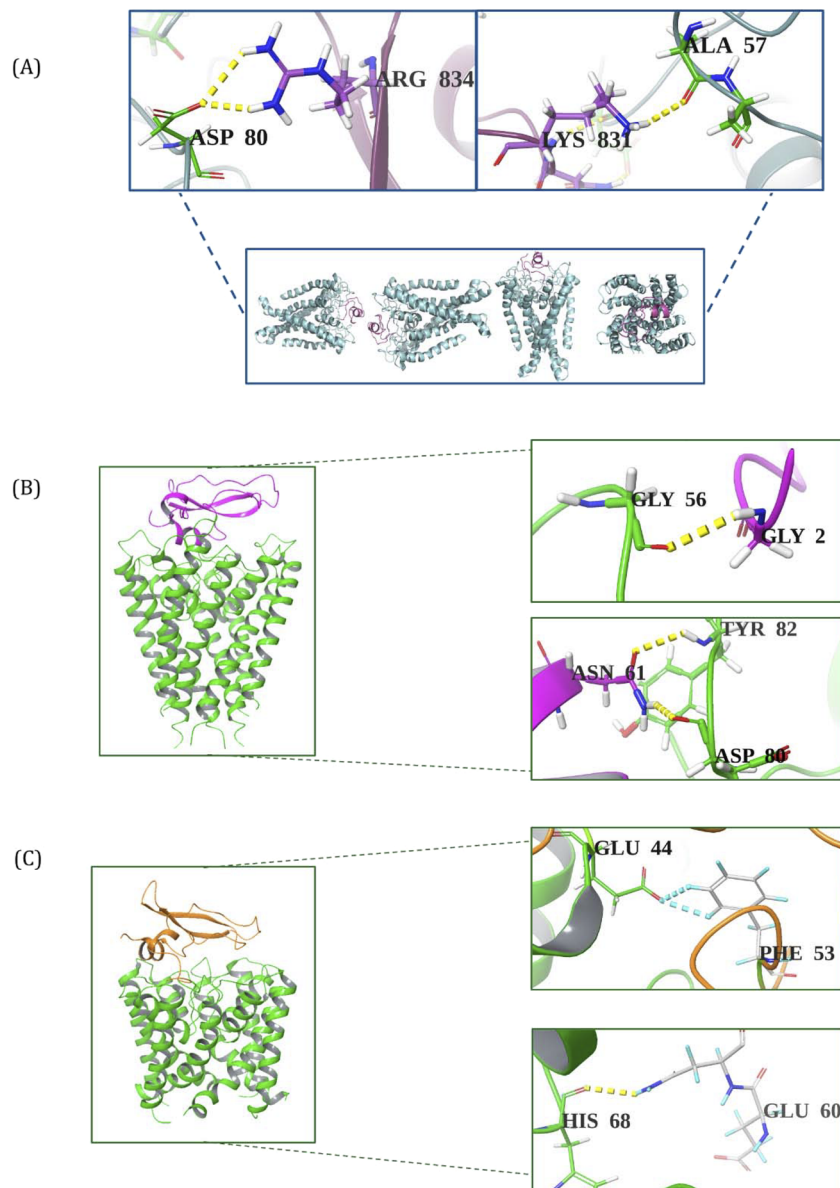 (A)
ARG 834
ASP 80
ALA 57
LYS 831
(B)
GLY 56
GLY 2
TYR 82
ASN 61
ASP 80
(C)
GLU 44
PHE 53
HIS 68
GLU 60